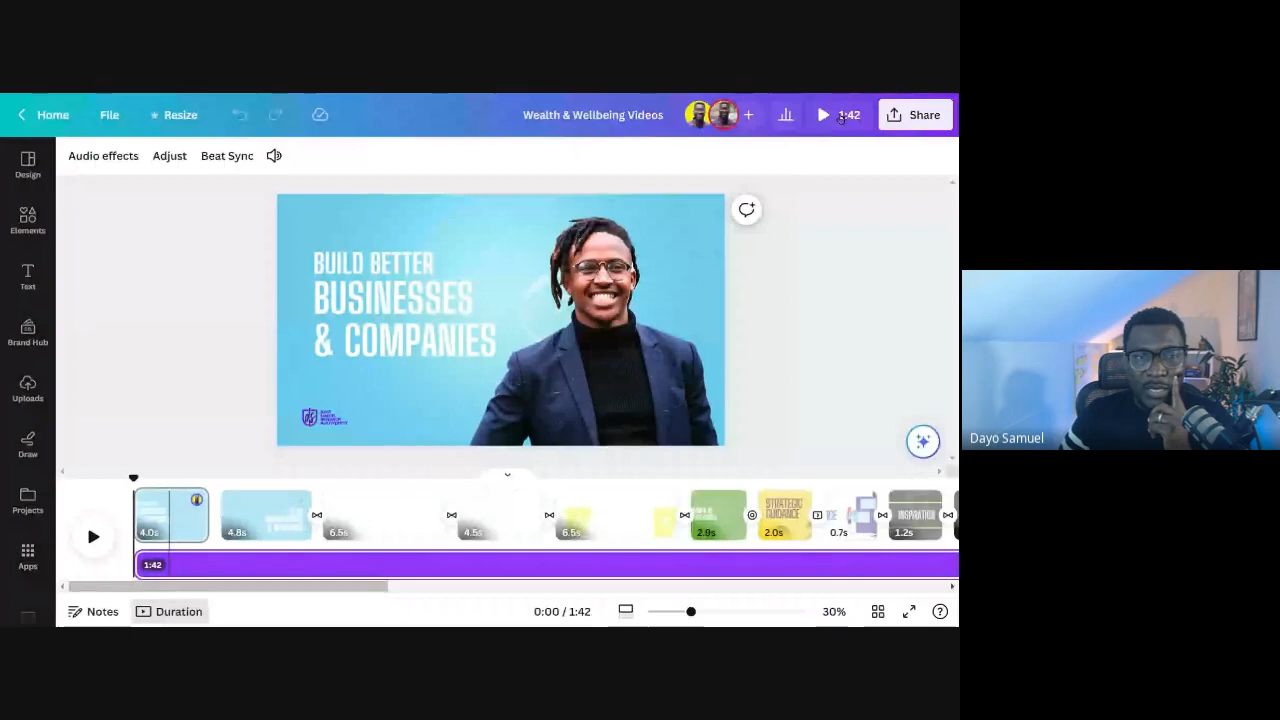 Home File Resize Wealth & Wellbeing Videos 1:42 Share
Audio effects Adjust Beat Sync
Design
Elements
Text
Brand Hub
Uploads
Draw
Projects
Apps
BUILD BETTER
BUSINESSES
& COMPANIES
Dayo Samuel
4.0s 4.8s 6.5s 4.5s 6.5s 2.9s STRATEGIC GUIDANCE 2.0s 0.7s INSPIRATION 1.2s
1:42
Notes Duration 0:00 / 1:42 30%